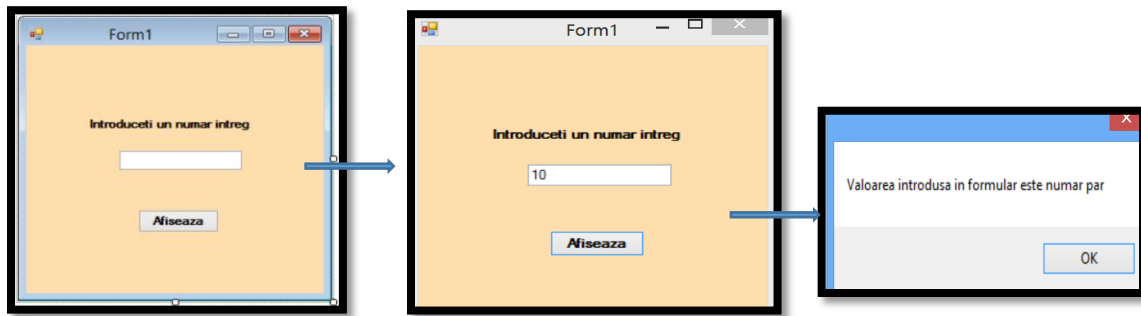 Form1
Introduceti un numar intreg
Afiseaza
Form1
Introduceti un numar intreg
10
Afiseaza
Valoarea introdusa in formular este numar par
OK